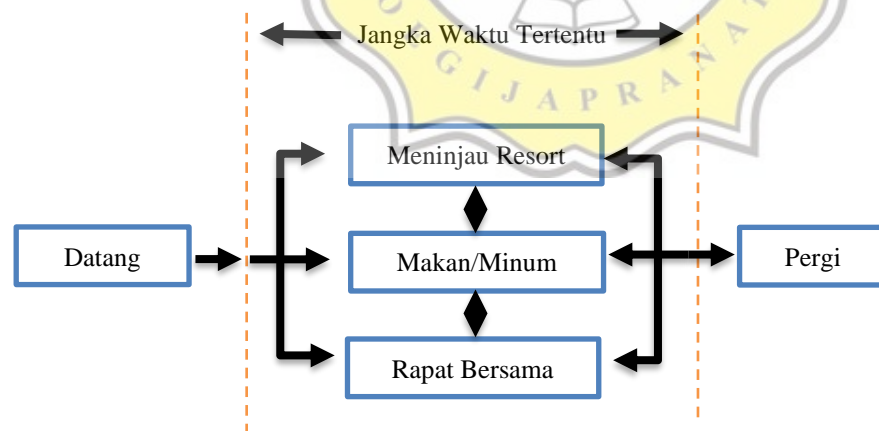 Jangka Waktu Tertentu
O E G I J A P R A N A T
Meninjau Resort
Datang
Makan/Minum
Pergi
Rapat Bersama